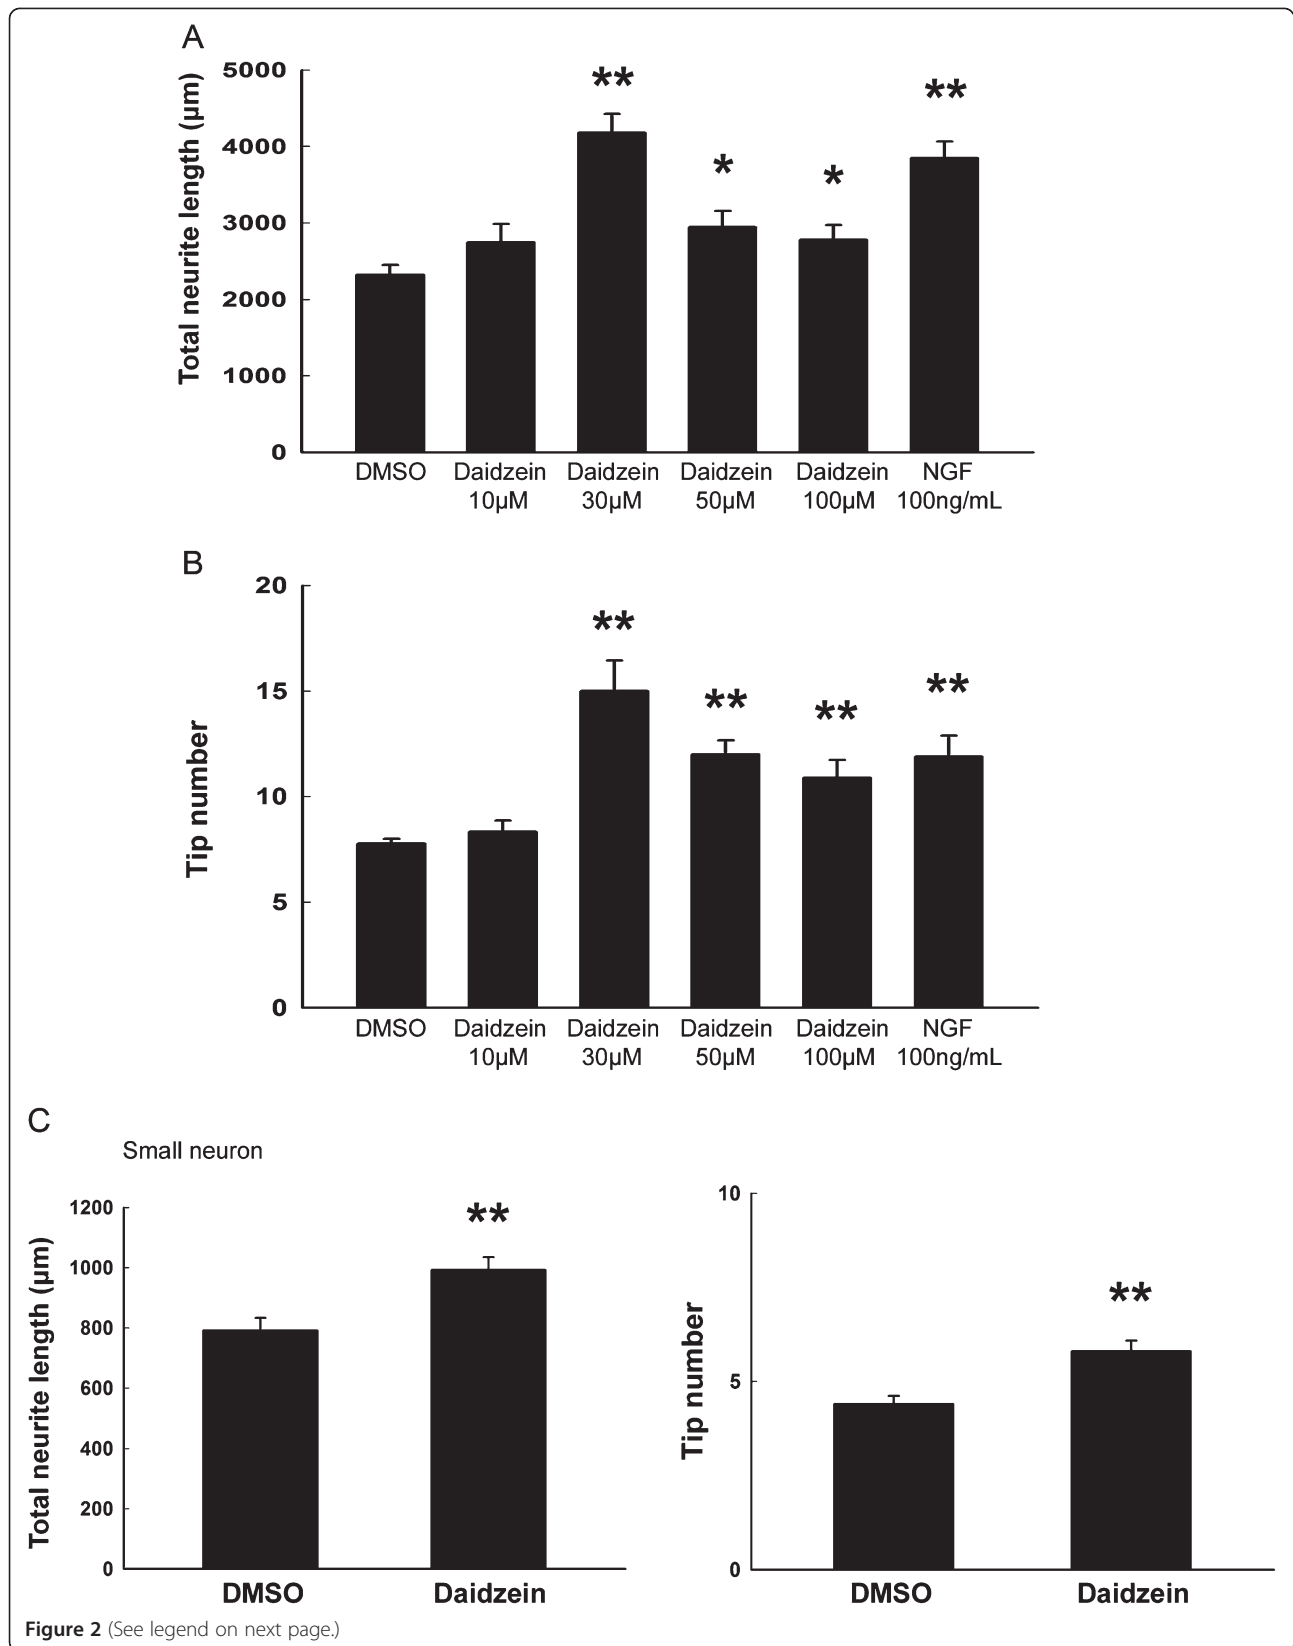 A
Total neurite length (µm)
5000
4000
3000
2000
1000
0
**
*
*
**
DMSO Daidzein Daidzein Daidzein Daidzein NGF
10µM 30µM 50µM 100µM 100ng/mL
B
Tip number
20
15
10
5
0
**
**
**
**
DMSO Daidzein Daidzein Daidzein Daidzein NGF
10µM 30µM 50µM 100µM 100ng/mL
C
Small neuron
Total neurite length (µm)
1200
1000
800
600
400
200
0
**
DMSO Daidzein
Tip number
10
5
0
**
DMSO Daidzein
Figure 2 (See legend on next page.)